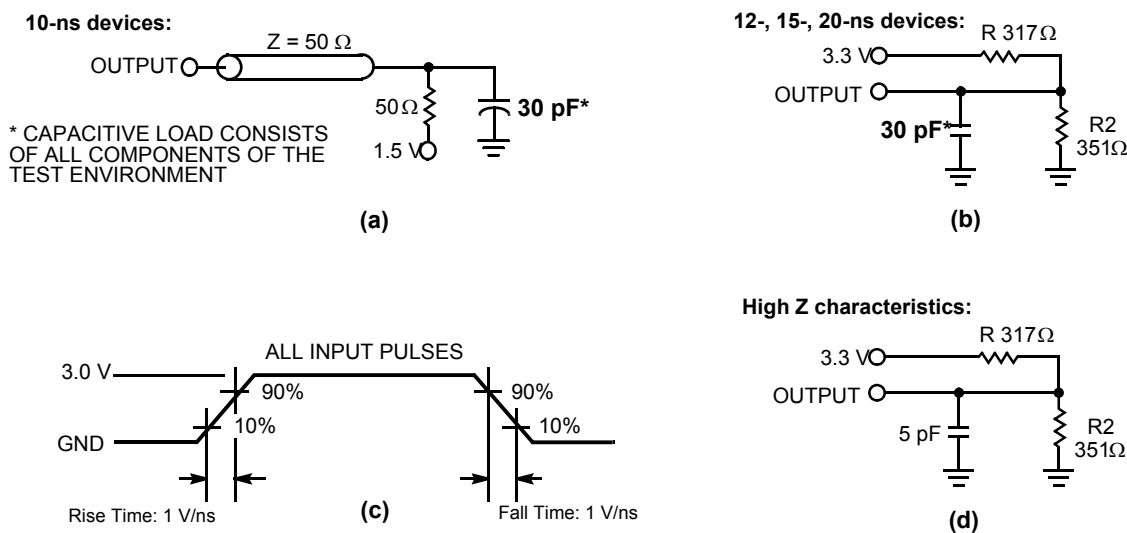 10-ns devices:
Z = 50 Ω
OUTPUT
50Ω
30 pF*
1.5 V
* CAPACITIVE LOAD CONSISTS
OF ALL COMPONENTS OF THE
TEST ENVIRONMENT
(a)
12-, 15-, 20-ns devices:
R 317Ω
3.3 V
OUTPUT
30 pF*
R2
351Ω
(b)
ALL INPUT PULSES
3.0 V
90%
10%
GND
90%
10%
Rise Time: 1 V/ns
(c)
Fall Time: 1 V/ns
High Z characteristics:
R 317Ω
3.3 V
OUTPUT
5 pF
R2
351Ω
(d)